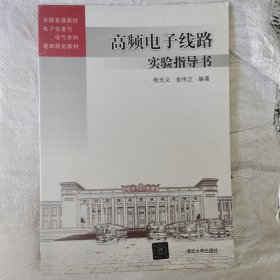 全国普通高校
电子信息与
电气学科
基础规划教材
高频电子线路
实验指导书
杨光义 金伟正 编著
清华大学出版社